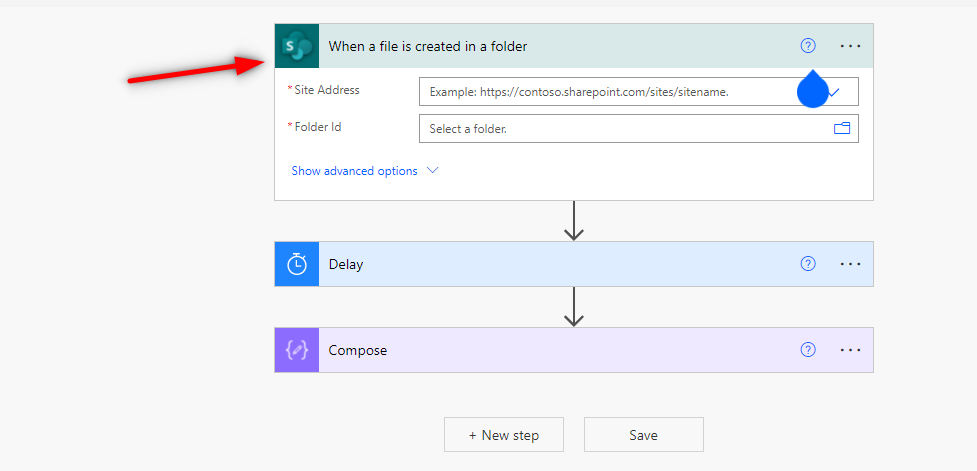 When a file is created in a folder
* Site Address
Example: https://contoso.sharepoint.com/sites/sitename.
* Folder Id
Select a folder.
Show advanced options
Delay
Compose
+ New step
Save